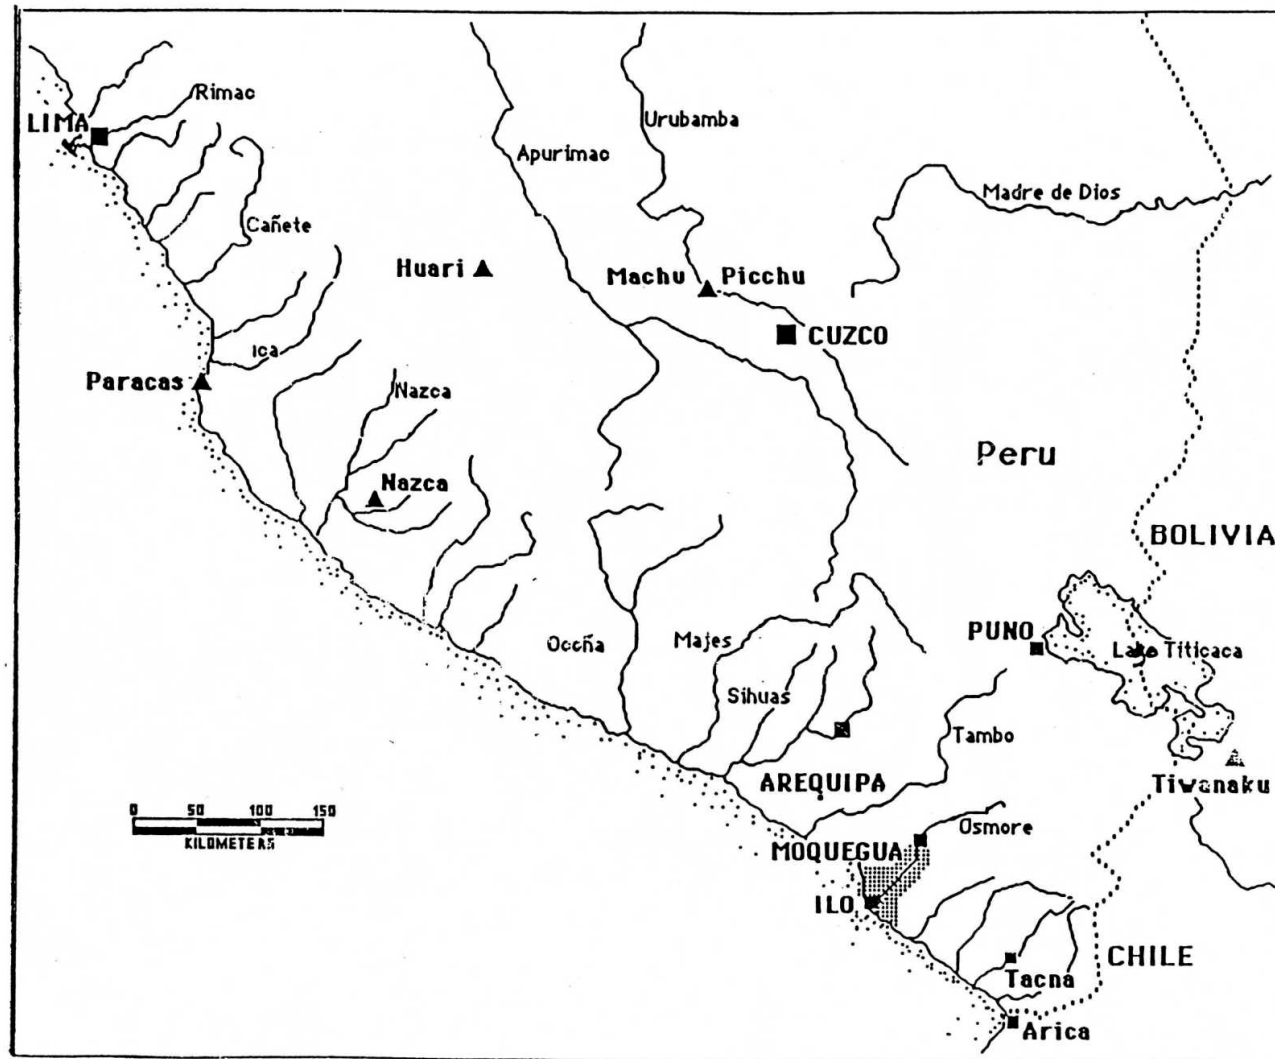 Rimac
LIMA
Urubamba
Apurimac
Madre de Dios
Cañete
Huari
Machu Picchu
CUZCO
Ica
Paracas
Nazca
Peru
Nazca
BOLIVIA
PUNO
Ocoña
Majes
Lake Titicaca
Sihuas
Tambo
AREQUIPA
Tiwanaku
0 50 100 150
KILOMETERS
Osmore
MOQUEGUA
ILO
CHILE
Tacna
Arica